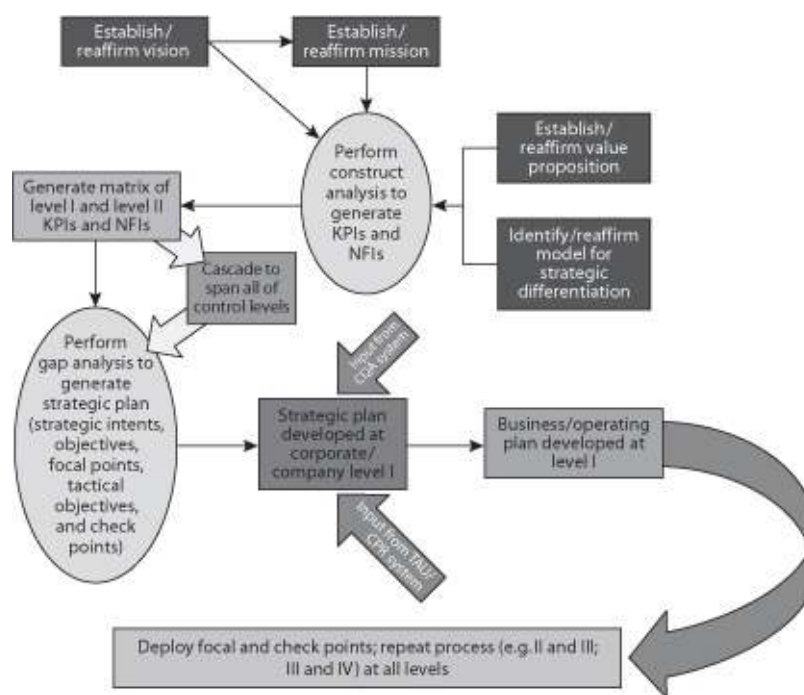 Establish/
reaffirm vision
Establish/
reaffirm mission
Perform
construct
analysis to
generate
KPIs and
NFIs
Establish/
reaffirm value
proposition
Identify/reaffirm
model for
strategic
differentiation
Generate matrix of
level I and level II
KPIs and NFIs
Cascade to
span all of
control levels
Perform
gap analysis to
generate
strategic plan
(strategic intents,
objectives,
focal points,
tactical
objectives,
and check
points)
Input from
CQA system
Strategic plan
developed at
corporate/
company level I
Business/operating
plan developed at
level I
Input from TAU/
CPR system
Deploy focal and check points; repeat process (e.g. II and III;
III and IV) at all levels